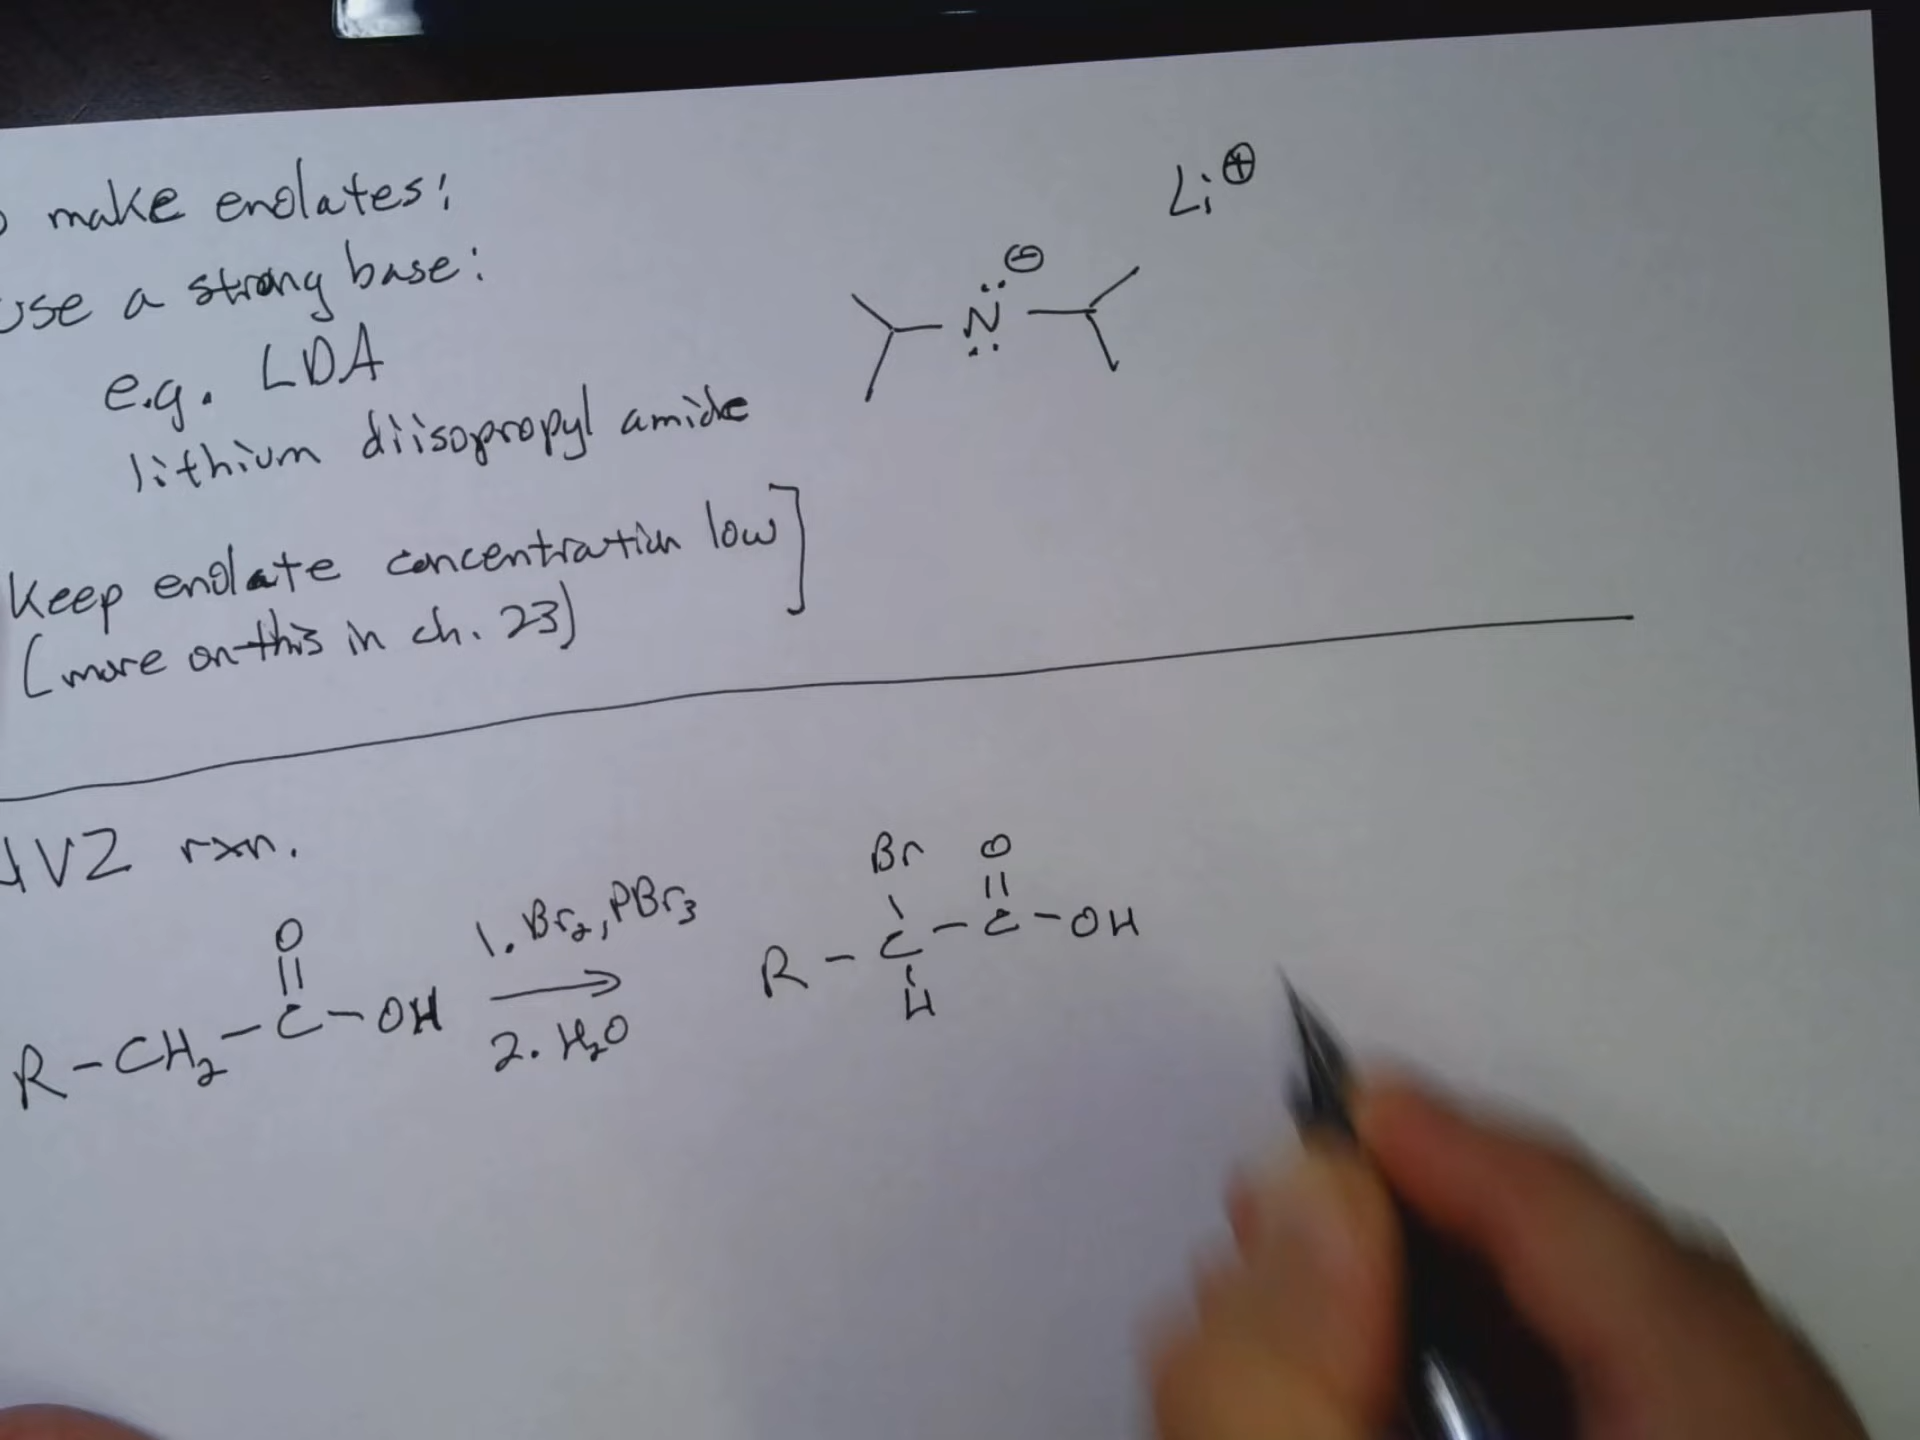 make enolates:
use a strong base:
e.g. LDA
lithium diisopropyl amide
Keep enolate concentration low]
(more on this in ch. 23)
Li⊕
⊖
N
HVZ rxn.
O
||
R-CH₂-C-OH
1. Br₂, PBr₃
→
2. H₂O
Br O
| ||
R-C-C-OH
|
H